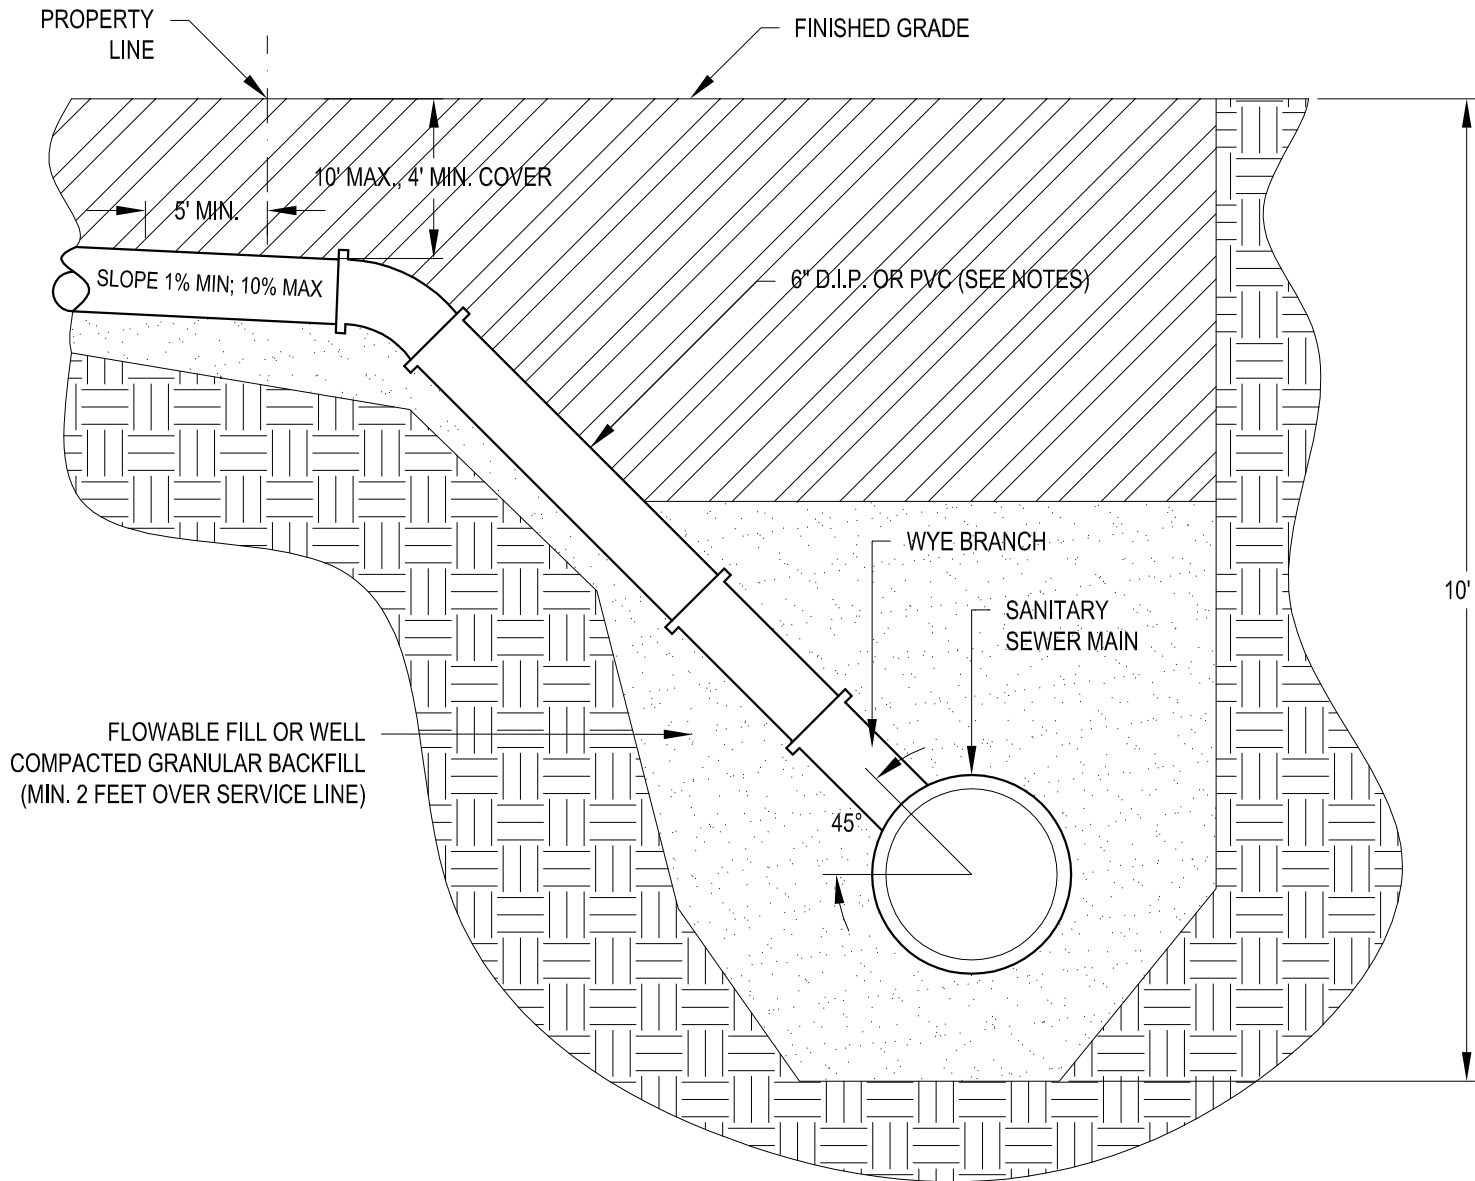 PROPERTY
LINE
FINISHED GRADE
10' MAX., 4' MIN. COVER
5' MIN.
SLOPE 1% MIN; 10% MAX
6" D.I.P. OR PVC (SEE NOTES)
WYE BRANCH
10'
SANITARY
SEWER MAIN
FLOWABLE FILL OR WELL
COMPACTED GRANULAR BACKFILL
(MIN. 2 FEET OVER SERVICE LINE)
45°